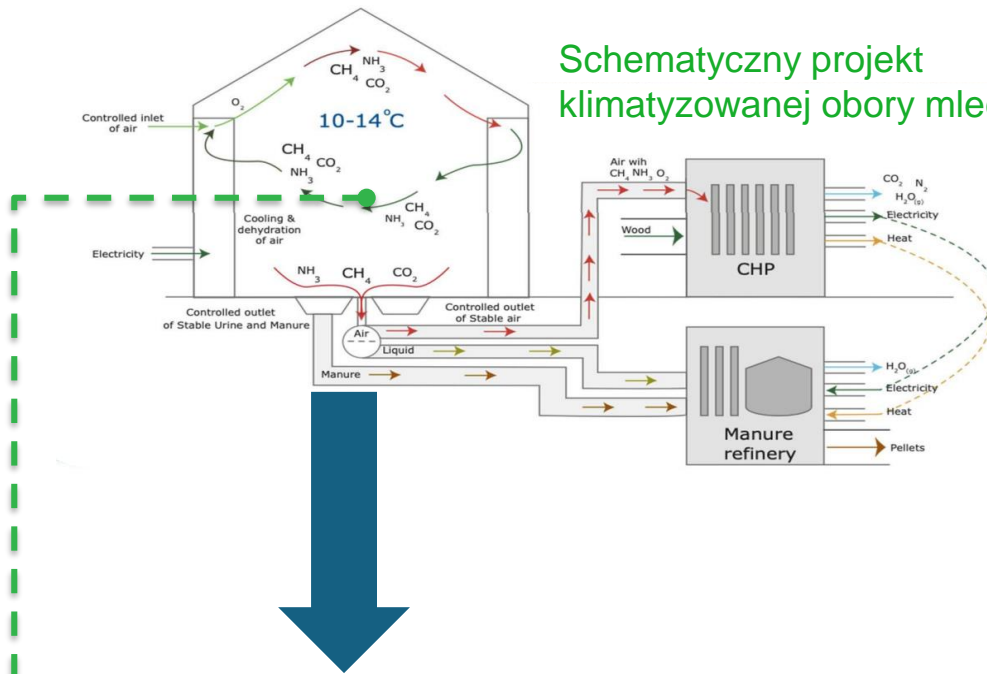 Schematyczny projekt
klimatyzowanej obory mle
NH₃
CH₄
CO₂
O₂
Controlled inlet
of air
10-14°C
CH₄
CO₂
NH₃
Cooling &
dehydration
of air
CH₄
NH₃
CO₂
Electricity
NH₃
CH₄
CO₂
Controlled outlet
of Stable Urine and Manure
Controlled outlet
of Stable air
Air
Liquid
Manure
Air wih
CH₄ NH₃ O₂
Wood
CHP
CO₂ N₂
H₂O(g)
Electricity
Heat
Manure
refinery
H₂O(g)
Electricity
Heat
Pellets